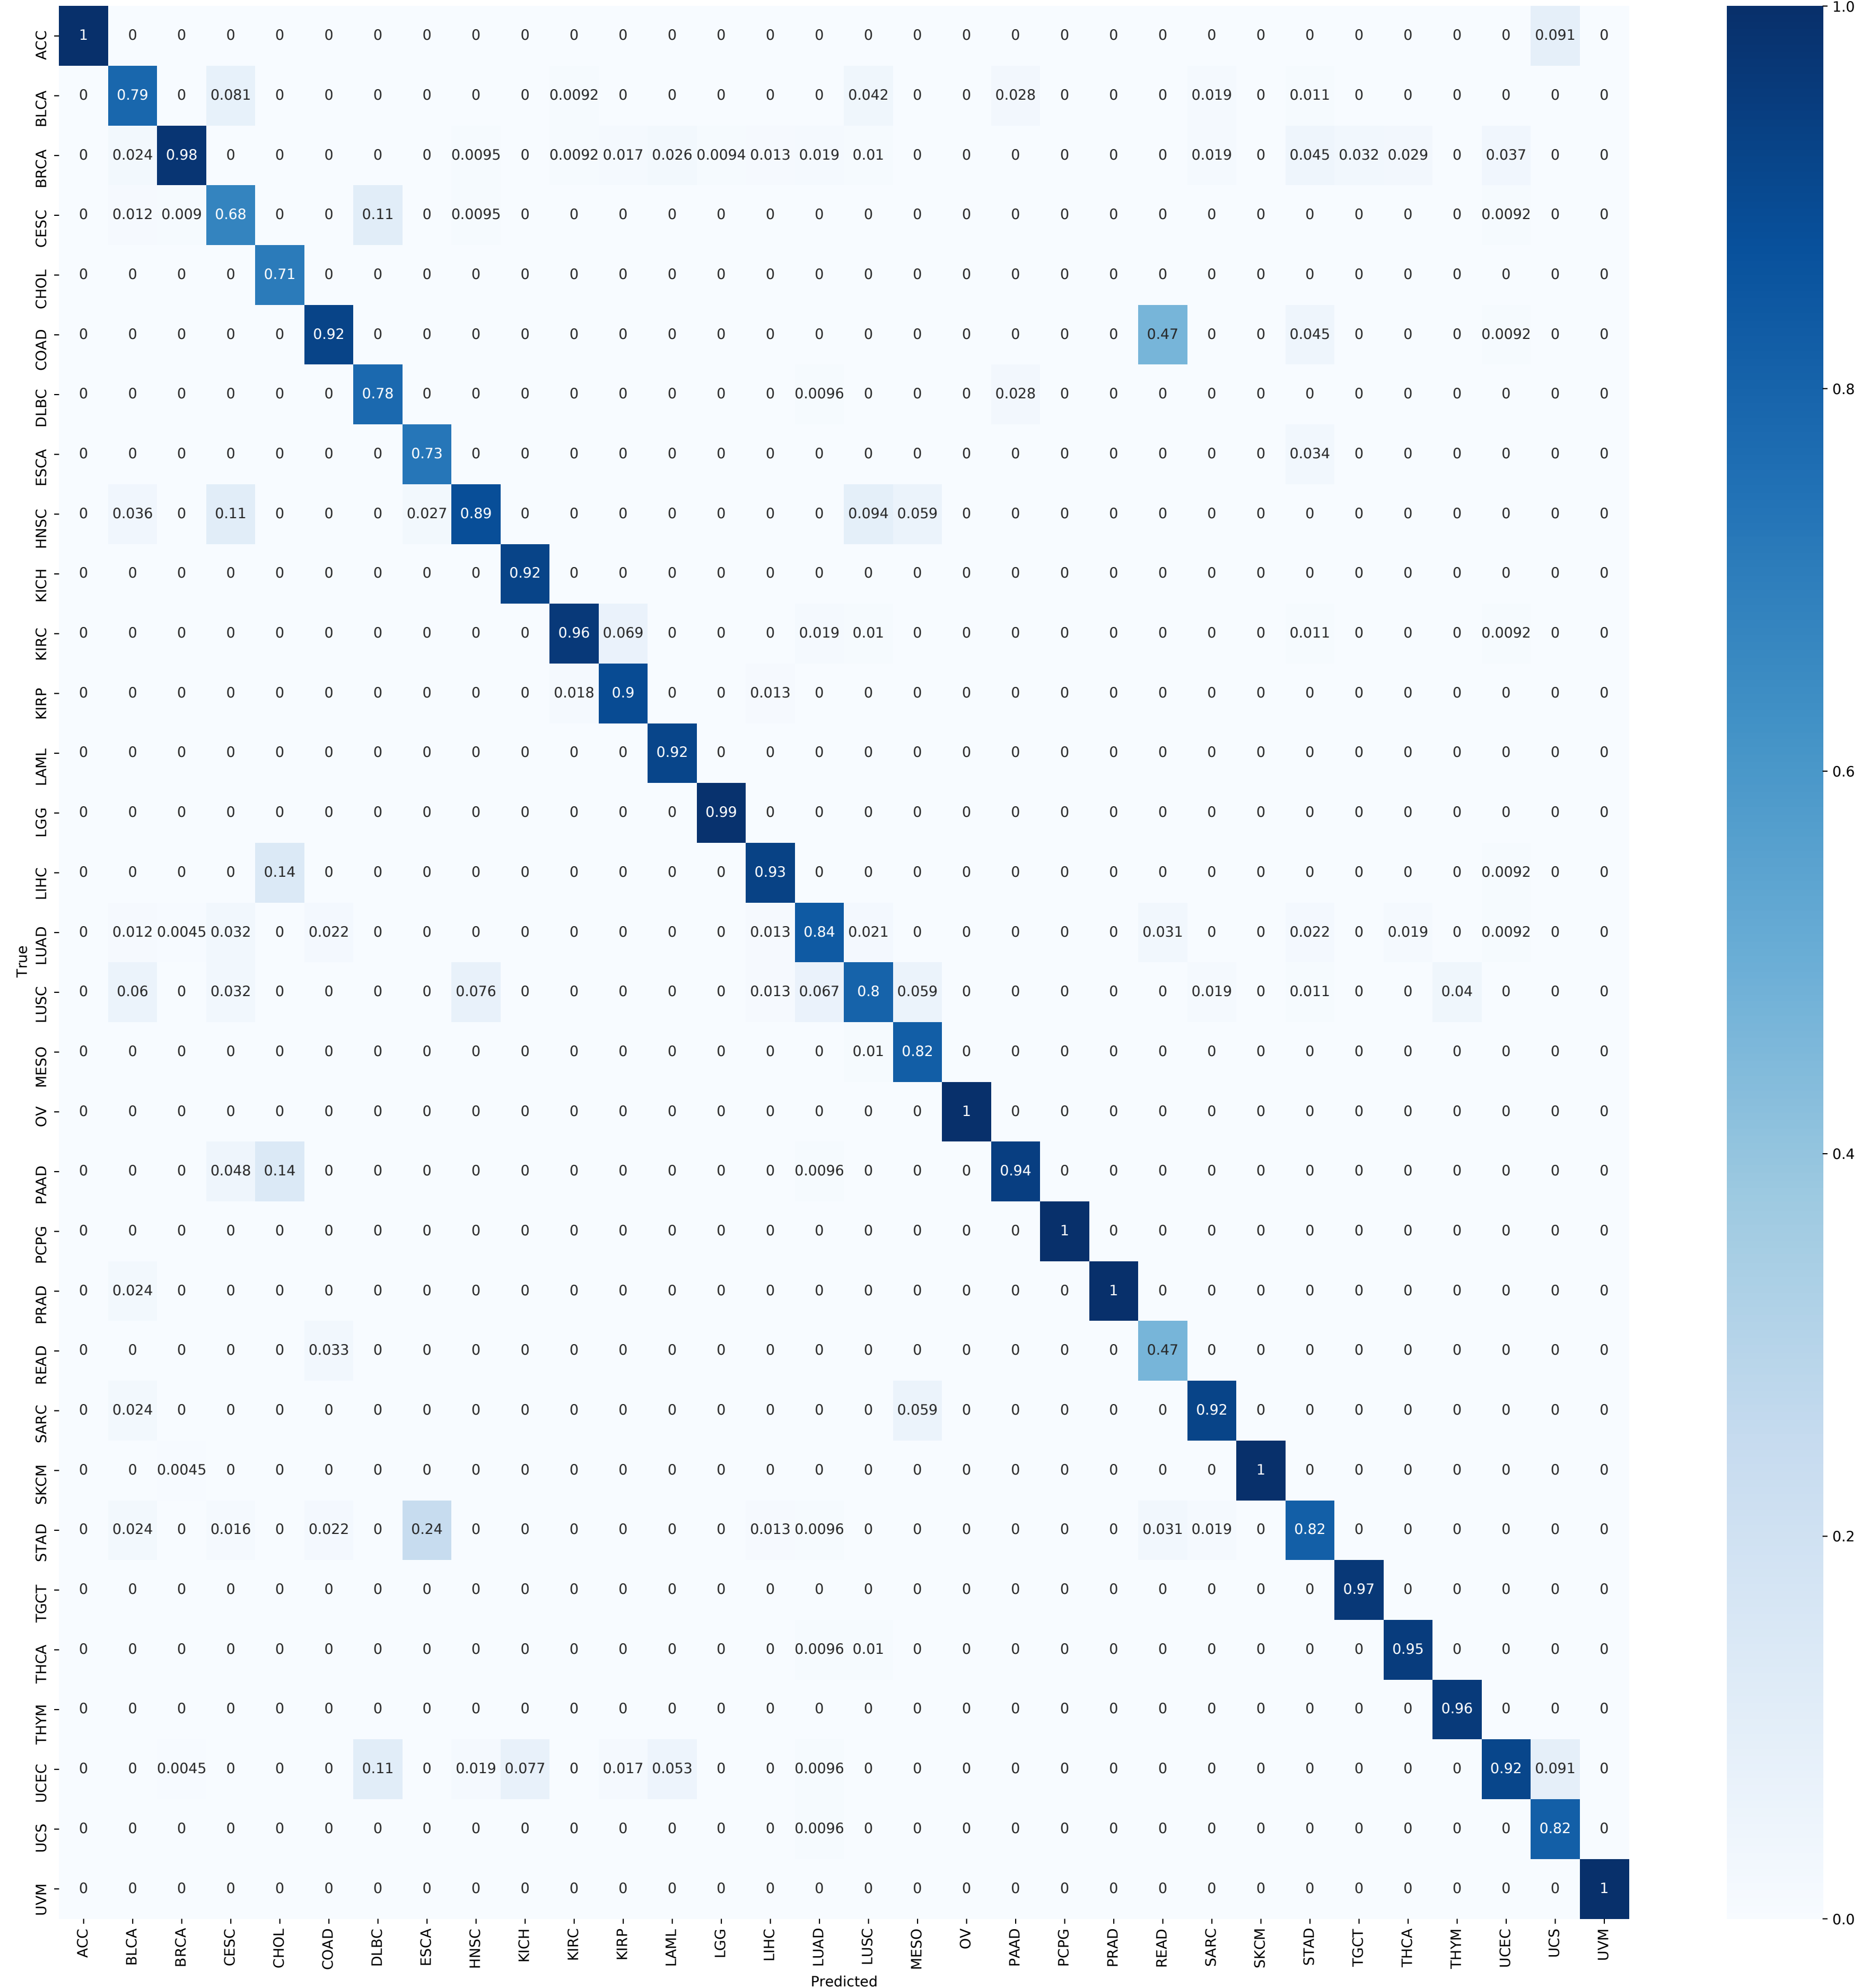 ACC 1 0 0 0 0 0 0 0 0 0 0 0 0 0 0 0 0 0 0 0 0 0 0 0 0 0 0 0 0 0 0.091 0
BLCA 0 0.79 0 0.081 0 0 0 0 0 0 0.0092 0 0 0 0 0 0.042 0 0 0.028 0 0 0 0.019 0 0.011 0 0 0 0 0 0
BRCA 0 0.024 0.98 0 0 0 0 0 0.0095 0 0.0092 0.017 0.026 0.0094 0.013 0.019 0.01 0 0 0 0 0 0 0.019 0 0.045 0.032 0.029 0 0.037 0 0
CESC 0 0.012 0.009 0.68 0 0 0.11 0 0.0095 0 0 0 0 0 0 0 0 0 0 0 0 0 0 0 0 0 0 0 0 0.0092 0 0
CHOL 0 0 0 0 0.71 0 0 0 0 0 0 0 0 0 0 0 0 0 0 0 0 0 0 0 0 0 0 0 0 0 0 0
COAD 0 0 0 0 0 0.92 0 0 0 0 0 0 0 0 0 0 0 0 0 0 0 0 0.47 0 0 0.045 0 0 0 0.0092 0 0
DLBC 0 0 0 0 0 0 0.78 0 0 0 0 0 0 0 0 0.0096 0 0 0 0.028 0 0 0 0 0 0 0 0 0 0 0 0
ESCA 0 0 0 0 0 0 0 0.73 0 0 0 0 0 0 0 0 0 0 0 0 0 0 0 0 0 0.034 0 0 0 0 0 0
HNSC 0 0.036 0 0.11 0 0 0 0.027 0.89 0 0 0 0 0 0 0 0.094 0.059 0 0 0 0 0 0 0 0 0 0 0 0 0 0
KICH 0 0 0 0 0 0 0 0 0 0.92 0 0 0 0 0 0 0 0 0 0 0 0 0 0 0 0 0 0 0 0 0 0
KIRC 0 0 0 0 0 0 0 0 0 0 0.96 0.069 0 0 0 0.019 0.01 0 0 0 0 0 0 0 0 0.011 0 0 0 0.0092 0 0
KIRP 0 0 0 0 0 0 0 0 0 0 0.018 0.9 0 0 0.013 0 0 0 0 0 0 0 0 0 0 0 0 0 0 0 0 0
LAML 0 0 0 0 0 0 0 0 0 0 0 0 0.92 0 0 0 0 0 0 0 0 0 0 0 0 0 0 0 0 0 0 0
LGG 0 0 0 0 0 0 0 0 0 0 0 0 0 0.99 0 0 0 0 0 0 0 0 0 0 0 0 0 0 0 0 0 0
LIHC 0 0 0 0 0.14 0 0 0 0 0 0 0 0 0 0.93 0 0 0 0 0 0 0 0 0 0 0 0 0 0 0.0092 0 0
LUAD 0 0.012 0.0045 0.032 0 0.022 0 0 0 0 0 0 0 0 0.013 0.84 0.021 0 0 0 0 0 0.031 0 0 0.022 0 0.019 0 0.0092 0 0
LUSC 0 0.06 0 0.032 0 0 0 0 0.076 0 0 0 0 0 0.013 0.067 0.8 0.059 0 0 0 0 0 0.019 0 0.011 0 0 0.04 0 0 0
MESO 0 0 0 0 0 0 0 0 0 0 0 0 0 0 0 0 0.01 0.82 0 0 0 0 0 0 0 0 0 0 0 0 0 0
OV 0 0 0 0 0 0 0 0 0 0 0 0 0 0 0 0 0 0 1 0 0 0 0 0 0 0 0 0 0 0 0 0
PAAD 0 0 0 0.048 0.14 0 0 0 0 0 0 0 0 0 0 0.0096 0 0 0 0.94 0 0 0 0 0 0 0 0 0 0 0 0
PCPG 0 0 0 0 0 0 0 0 0 0 0 0 0 0 0 0 0 0 0 0 1 0 0 0 0 0 0 0 0 0 0 0
PRAD 0 0.024 0 0 0 0 0 0 0 0 0 0 0 0 0 0 0 0 0 0 0 1 0 0 0 0 0 0 0 0 0 0
READ 0 0 0 0 0 0.033 0 0 0 0 0 0 0 0 0 0 0 0 0 0 0 0 0.47 0 0 0 0 0 0 0 0 0
SARC 0 0.024 0 0 0 0 0 0 0 0 0 0 0 0 0 0 0 0.059 0 0 0 0 0 0.92 0 0 0 0 0 0 0 0
SKCM 0 0 0.0045 0 0 0 0 0 0 0 0 0 0 0 0 0 0 0 0 0 0 0 0 0 1 0 0 0 0 0 0 0
STAD 0 0.024 0 0.016 0 0.022 0 0.24 0 0 0 0 0 0 0.013 0.0096 0 0 0 0 0 0 0.031 0.019 0 0.82 0 0 0 0 0 0
TGCT 0 0 0 0 0 0 0 0 0 0 0 0 0 0 0 0 0 0 0 0 0 0 0 0 0 0 0.97 0 0 0 0 0
THCA 0 0 0 0 0 0 0 0 0 0 0 0 0 0 0 0.0096 0.01 0 0 0 0 0 0 0 0 0 0 0.95 0 0 0 0
THYM 0 0 0 0 0 0 0 0 0 0 0 0 0 0 0 0 0 0 0 0 0 0 0 0 0 0 0 0 0.96 0 0 0
UCEC 0 0 0.0045 0 0 0 0.11 0 0.019 0.077 0 0.017 0.053 0 0 0.0096 0 0 0 0 0 0 0 0 0 0 0 0 0 0.92 0.091 0
UCS 0 0 0 0 0 0 0 0 0 0 0 0 0 0 0 0.0096 0 0 0 0 0 0 0 0 0 0 0 0 0 0 0.82 0
UVM 0 0 0 0 0 0 0 0 0 0 0 0 0 0 0 0 0 0 0 0 0 0 0 0 0 0 0 0 0 0 0 1
ACC BLCA BRCA CESC CHOL COAD DLBC ESCA HNSC KICH KIRC KIRP LAML LGG LIHC LUAD LUSC MESO OV PAAD PCPG PRAD READ SARC SKCM STAD TGCT THCA THYM UCEC UCS UVM
Predicted
True
1.0
0.8
0.6
0.4
0.2
0.0